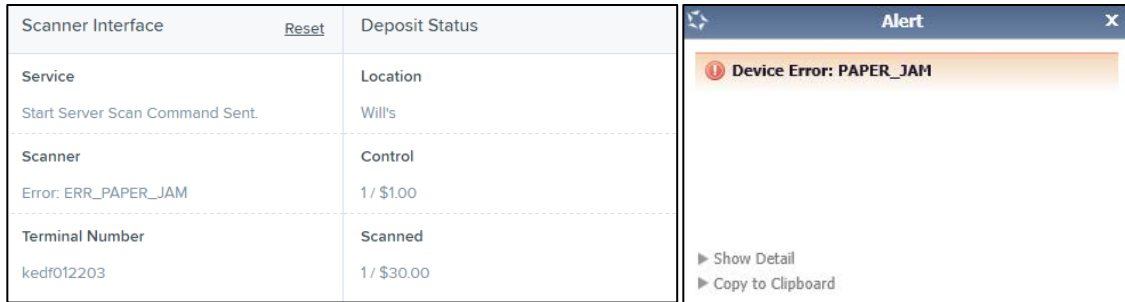 Scanner Interface
Reset
Service
Start Server Scan Command Sent.
Scanner
Error: ERR_PAPER_JAM
Terminal Number
kedf012203
Deposit Status
Location
Will's
Control
1 / $1.00
Scanned
1 / $30.00
Alert
X
Device Error: PAPER_JAM
Show Detail
Copy to Clipboard